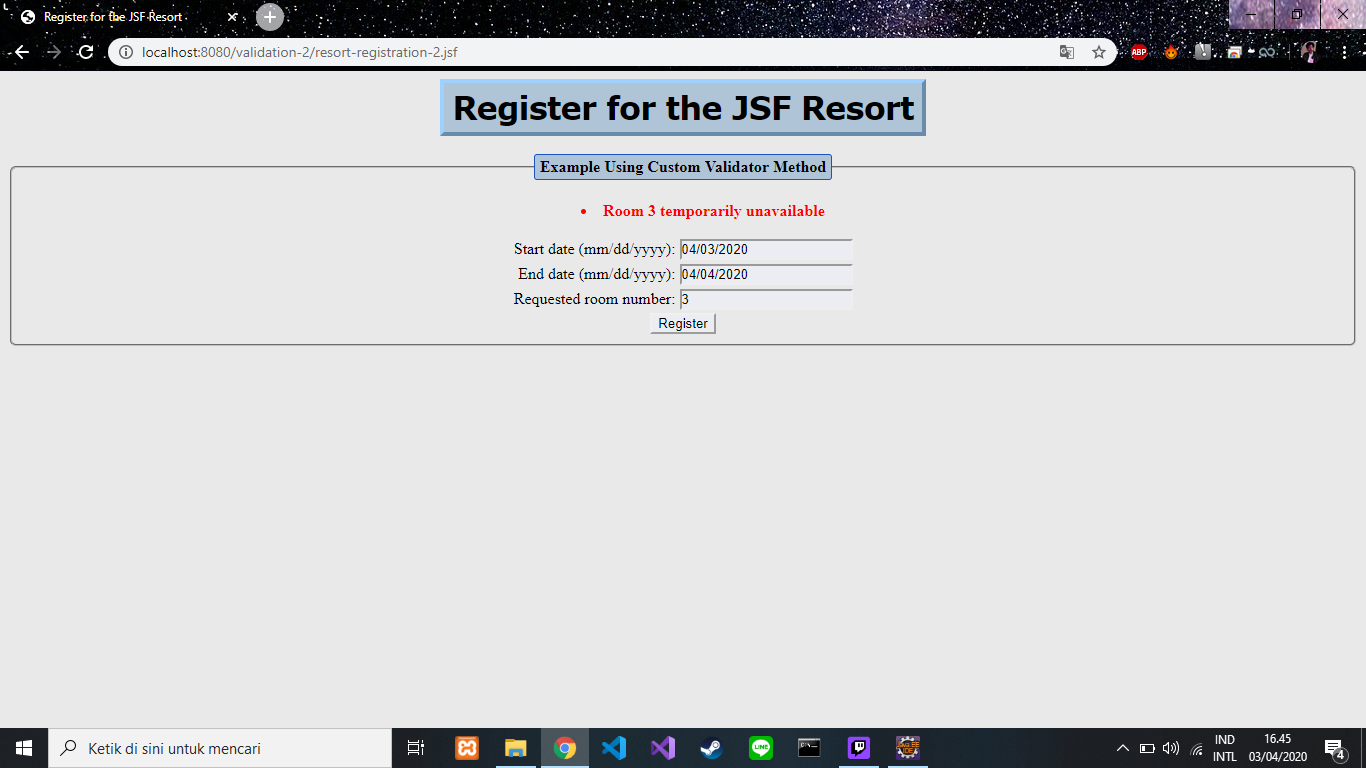 Register for the JSF Resort
localhost:8080/validation-2/resort-registration-2.jsf
ABP
Register for the JSF Resort
Example Using Custom Validator Method
• Room 3 temporarily unavailable
Start date (mm/dd/yyyy): 04/03/2020
End date (mm/dd/yyyy): 04/04/2020
Requested room number: 3
Register
Ketik di sini untuk mencari
LINE
IND
INTL
16.45
03/04/2020
4